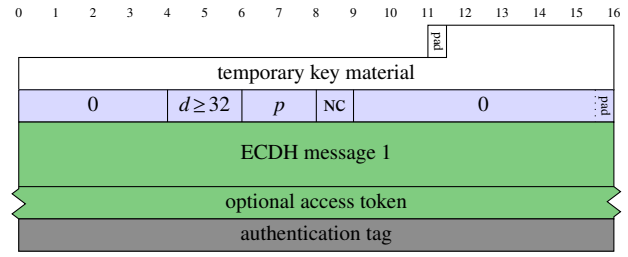 0 1 2 3 4 5 6 7 8 9 10 11 12 13 14 15 16
pad
temporary key material
0 d ≥ 32 p NC 0 pad
ECDH message 1
optional access token
authentication tag